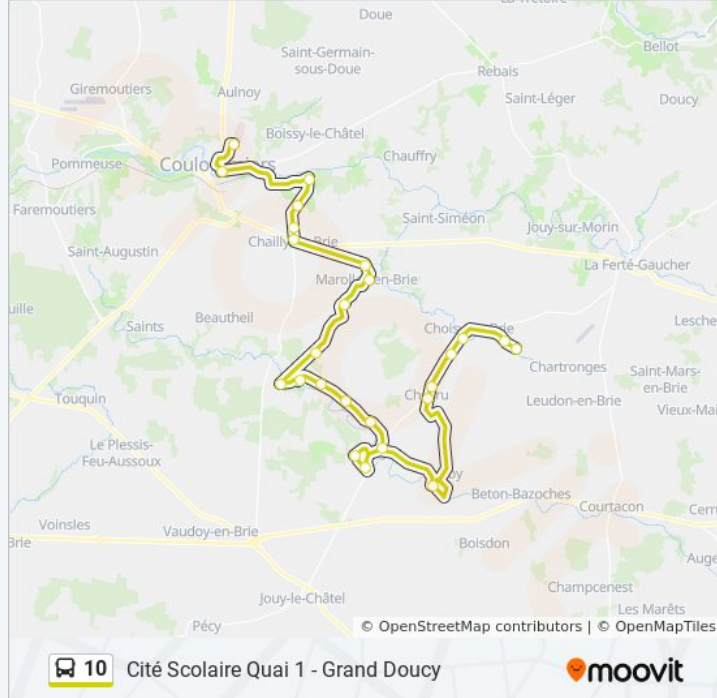 La Trétoire
Doue
Bellot
Saint-Germain-
sous-Doue
Rebais
Giremoutiers
Aulnoy
Saint-Léger
Doucy
Boissy-le-Châtel
Pommeuse
Chauffry
Faremoutiers
Saint-Siméon
Jouy-sur-Morin
Saint-Augustin
La Ferté-Gaucher
Beautheil
Saints
Chartronges
Saint-Mars-
en-Brie
Leudon-en-Brie
Touquin
Le Plessis-
Feu-Aussoux
Beton-Bazoches
Courtacon
Voinsles
Vaudoy-en-Brie
Boisdon
Brie
Champcenest
Jouy-le-Châtel
Les Marêts
Pécy
© OpenStreetMap contributors | © OpenMapTiles
10 Cité Scolaire Quai 1 - Grand Doucy
moovit